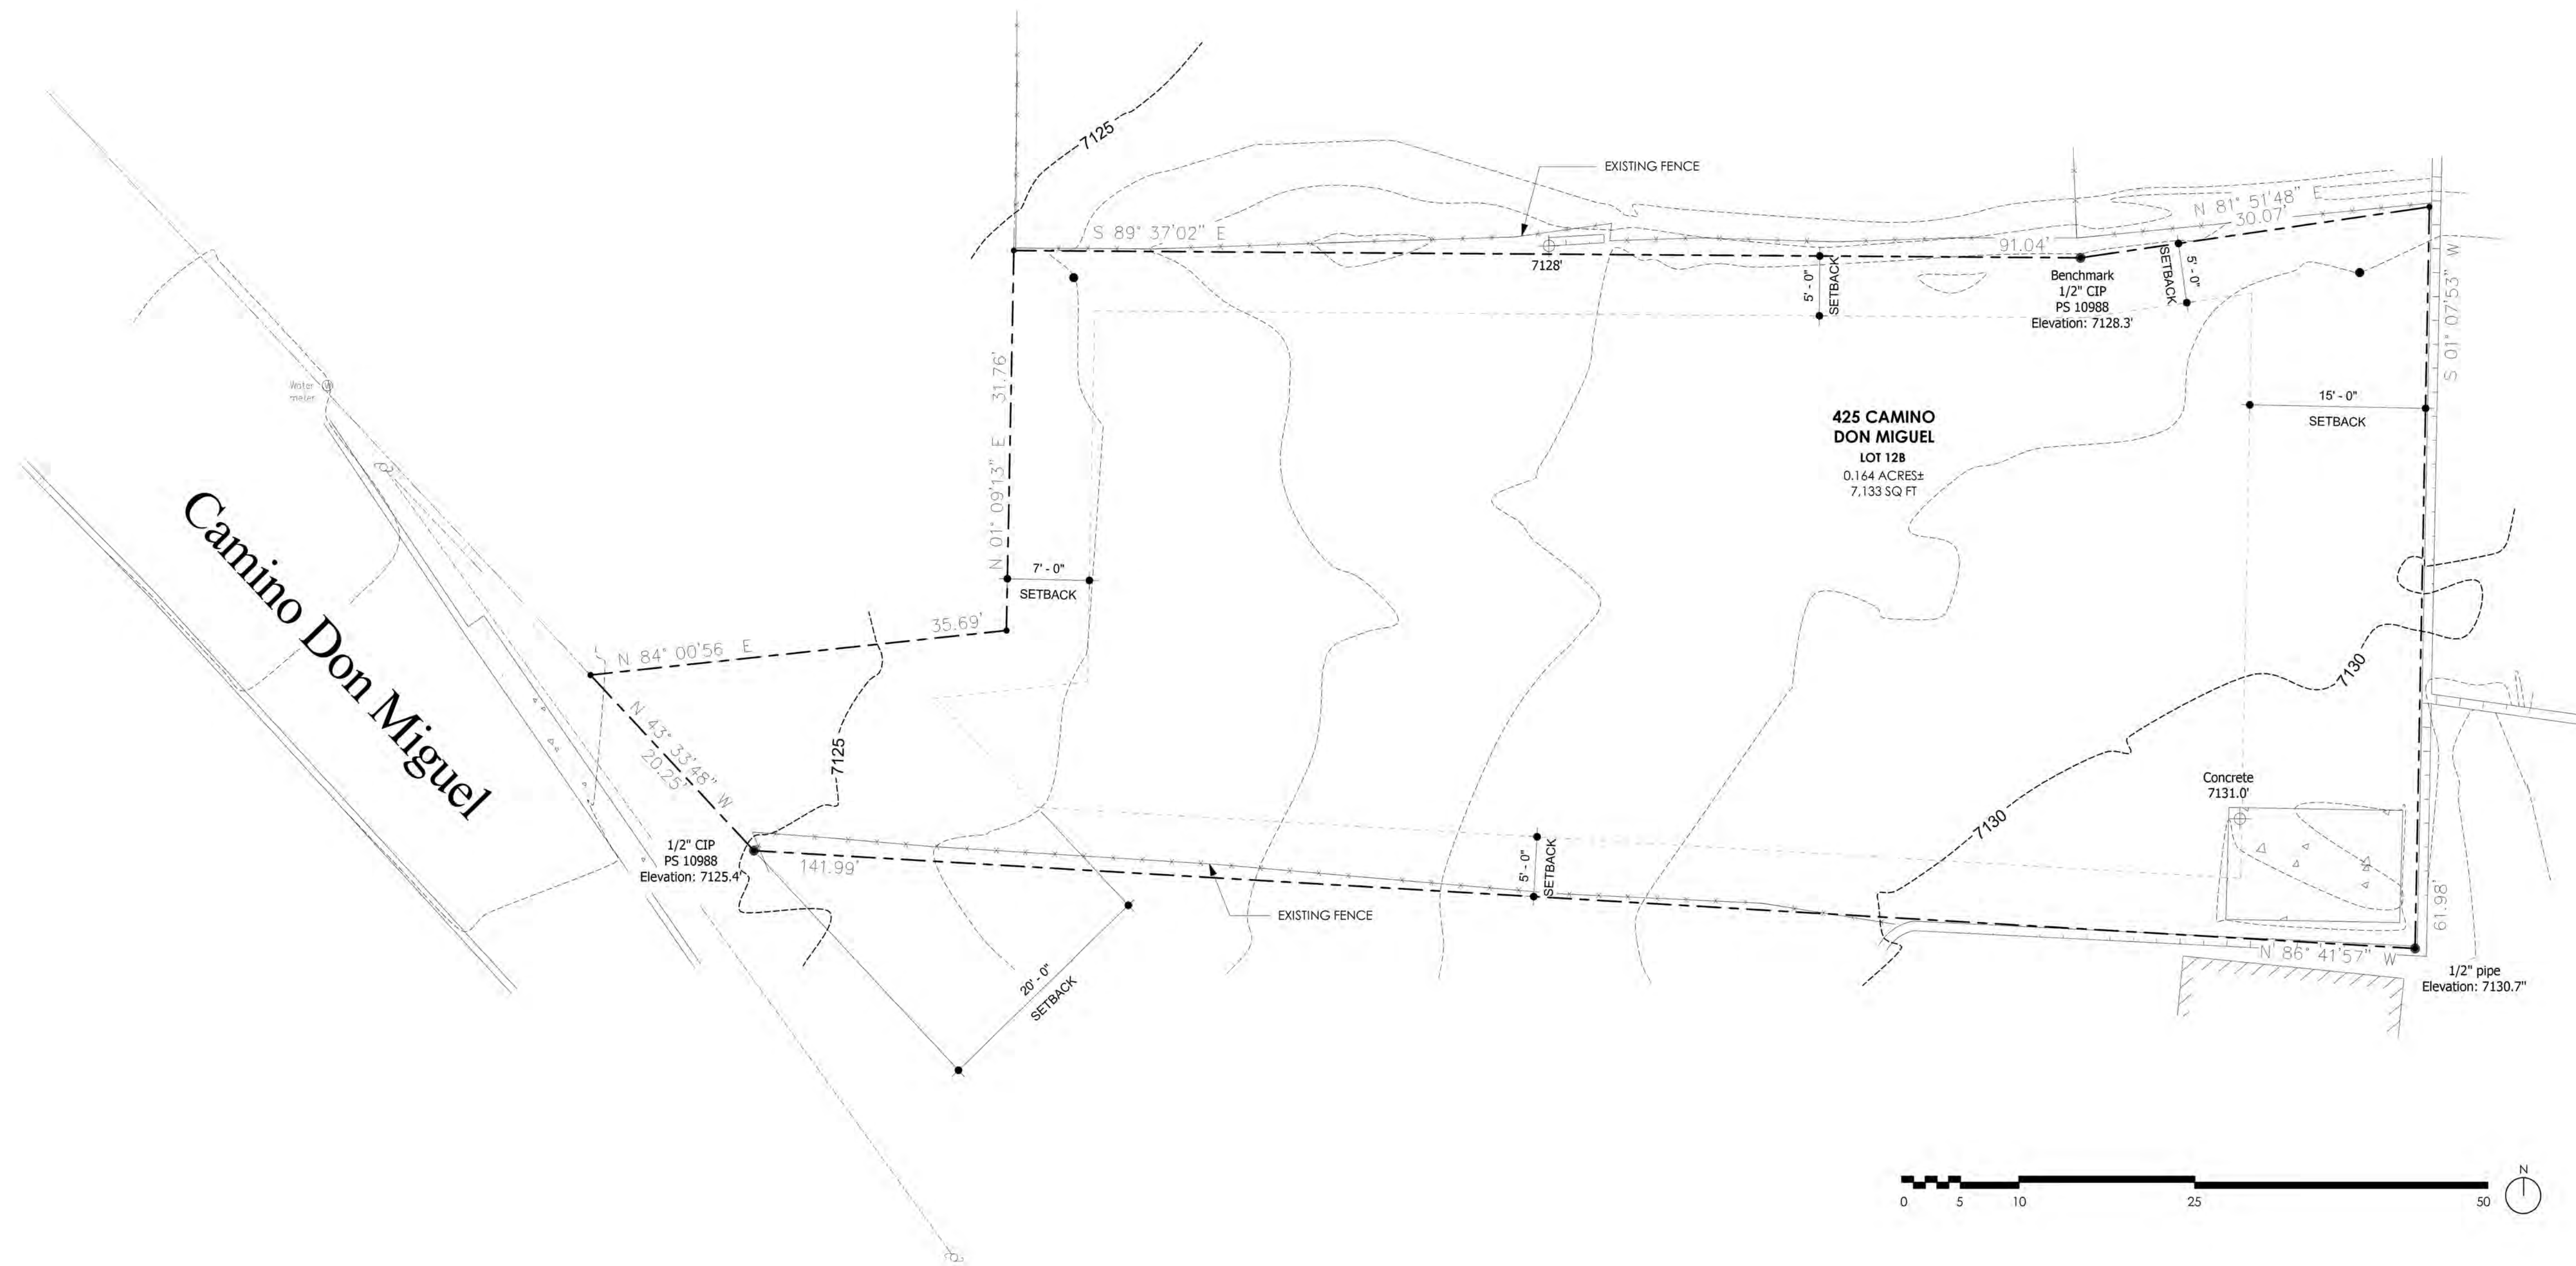 7125
EXISTING FENCE
N 81° 51'48" E
30.07'
S 89° 37'02" E
91.04'
7128'
5' - 0"
SETBACK
SETBACK
5' - 0"
Benchmark
1/2" CIP
PS 10988
Elevation: 7128.3'
S 01° 07'53" W
Water
meter
W
N 01° 09'13" E 31.76'
15' - 0"
SETBACK
425 CAMINO
DON MIGUEL
LOT 12B
0.164 ACRES±
7,133 SQ FT
Camino Don Miguel
7' - 0"
SETBACK
35.69'
N 84° 00'56 E
N 43° 33'48" W
20.25'
7125
7130
7130
Concrete
7131.0'
1/2" CIP
PS 10988
Elevation: 7125.4'
141.99'
5' - 0"
SETBACK
EXISTING FENCE
61.98'
N 86° 41'57" W
20' - 0"
SETBACK
1/2" pipe
Elevation: 7130.7"
N
0 5 10 25 50